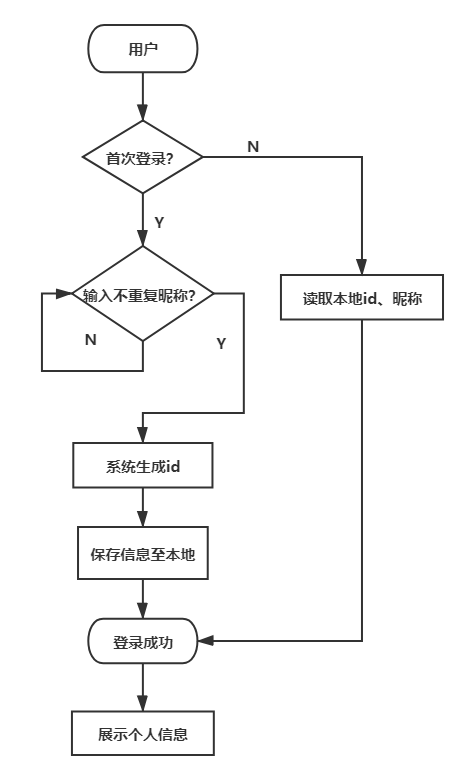 用户
首次登录？
N
Y
输入不重复昵称？
读取本地id、昵称
N
Y
系统生成id
保存信息至本地
登录成功
展示个人信息